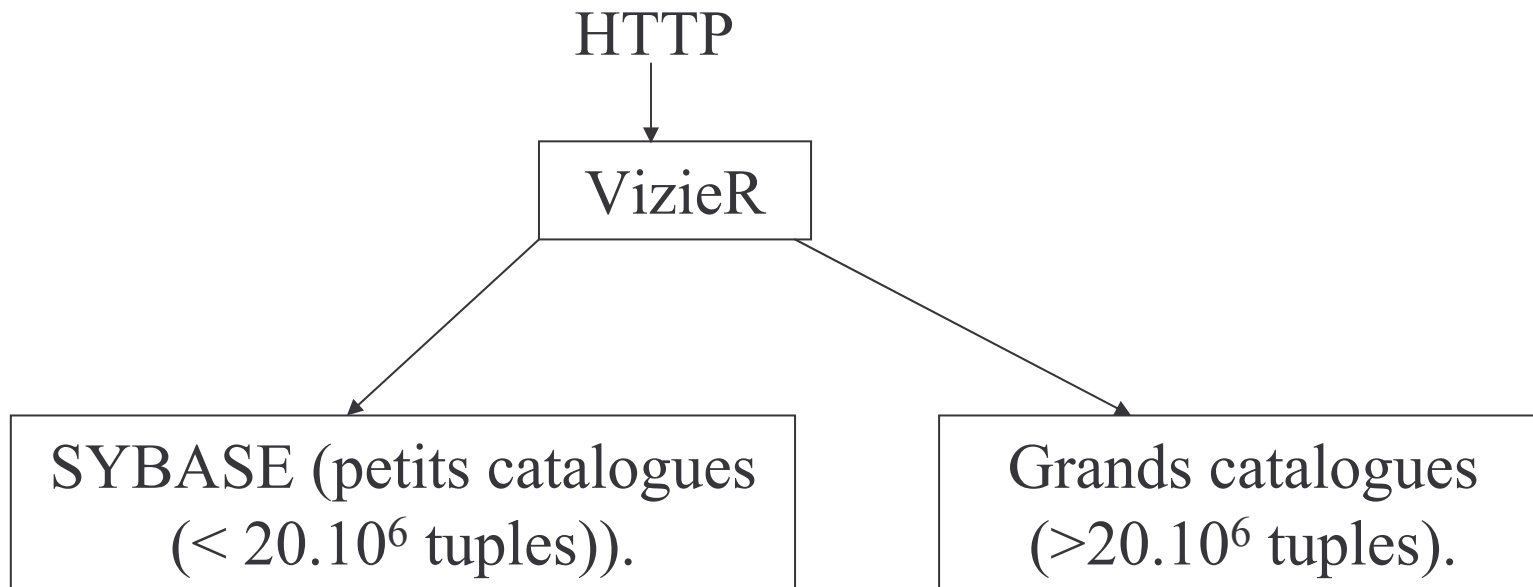 HTTP
VizieR
SYBASE (petits catalogues
(< 20.10⁶ tuples)).
Grands catalogues
(>20.10⁶ tuples).